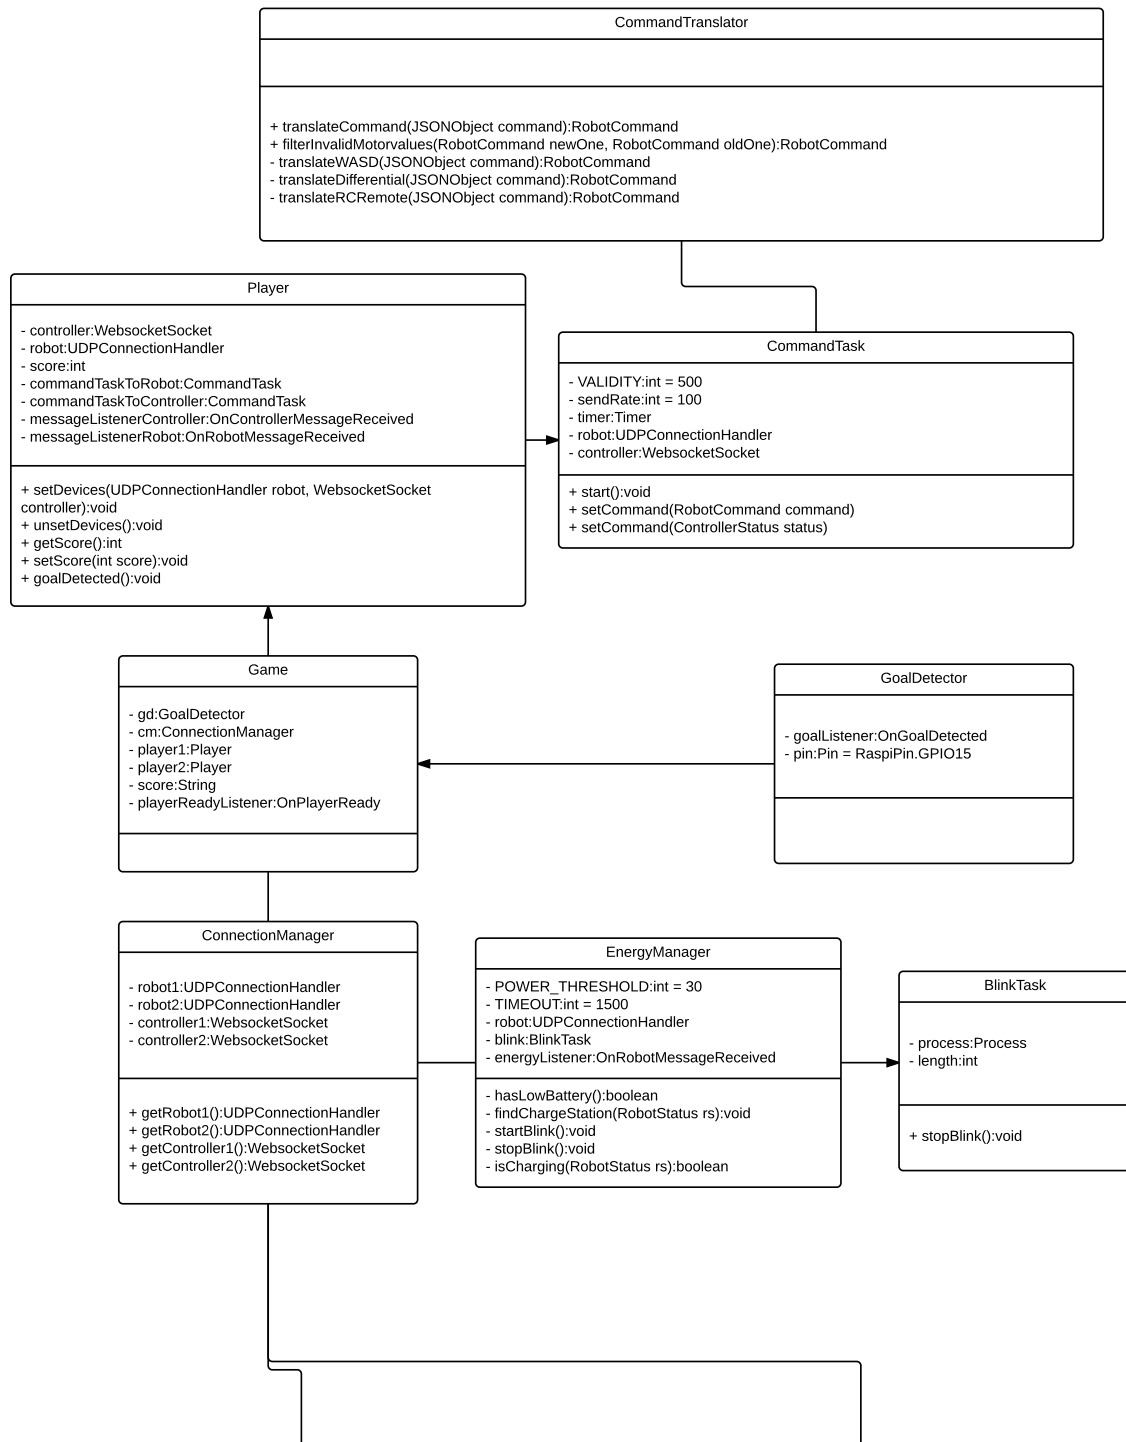 CommandTranslator
+ translateCommand(JSONObject command):RobotCommand
+ filterInvalidMotorvalues(RobotCommand newOne, RobotCommand oldOne):RobotCommand
- translateWASD(JSONObject command):RobotCommand
- translateDifferential(JSONObject command):RobotCommand
- translateRCRemote(JSONObject command):RobotCommand
Player
- controller:WebsocketSocket
- robot:UDPConnectionHandler
- score:int
- commandTaskToRobot:CommandTask
- commandTaskToController:CommandTask
- messageListenerController:OnControllerMessageReceived
- messageListenerRobot:OnRobotMessageReceived
+ setDevices(UDPConnectionHandler robot, WebsocketSocket
controller):void
+ unsetDevices():void
+ getScore():int
+ setScore(int score):void
+ goalDetected():void
CommandTask
- VALIDITY:int = 500
- sendRate:int = 100
- timer:Timer
- robot:UDPConnectionHandler
- controller:WebsocketSocket
+ start():void
+ setCommand(RobotCommand command)
+ setCommand(ControllerStatus status)
Game
- gd:GoalDetector
- cm:ConnectionManager
- player1:Player
- player2:Player
- score:String
- playerReadyListener:OnPlayerReady
GoalDetector
- goalListener:OnGoalDetected
- pin:Pin = RaspiPin.GPIO15
ConnectionManager
- robot1:UDPConnectionHandler
- robot2:UDPConnectionHandler
- controller1:WebsocketSocket
- controller2:WebsocketSocket
+ getRobot1():UDPConnectionHandler
+ getRobot2():UDPConnectionHandler
+ getController1():WebsocketSocket
+ getController2():WebsocketSocket
EnergyManager
- POWER_THRESHOLD:int = 30
- TIMEOUT:int = 1500
- robot:UDPConnectionHandler
- blink:BlinkTask
- energyListener:OnRobotMessageReceived
- hasLowBattery():boolean
- findChargeStation(RobotStatus rs):void
- startBlink():void
- stopBlink():void
- isCharging(RobotStatus rs):boolean
BlinkTask
- process:Process
- length:int
+ stopBlink():void